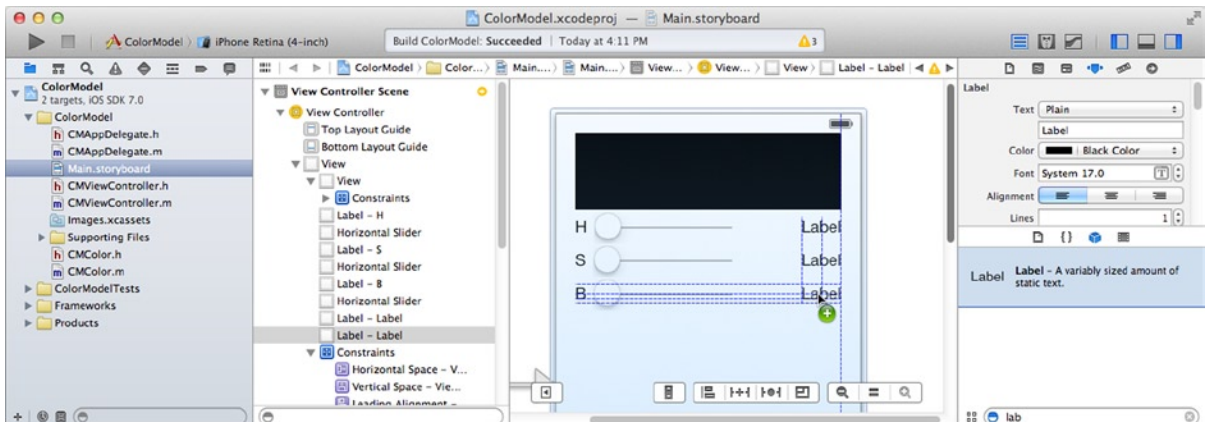 ColorModel.xcodeproj — Main.storyboard
ColorModel iPhone Retina (4-inch)
Build ColorModel: Succeeded | Today at 4:11 PM
3
ColorModel Color... Main.... Main.... View... View... View Label - Label
ColorModel
2 targets, iOS SDK 7.0
ColorModel
h CMAppDelegate.h
m CMAppDelegate.m
Main.storyboard
h CMViewController.h
m CMViewController.m
Images.xcassets
Supporting Files
h CMColor.h
m CMColor.m
ColorModelTests
Frameworks
Products
View Controller Scene
View Controller
Top Layout Guide
Bottom Layout Guide
View
View
Constraints
Label - H
Horizontal Slider
Label - S
Horizontal Slider
Label - B
Horizontal Slider
Label - Label
Label - Label
Constraints
Horizontal Space - V...
Vertical Space - Vie...
Leading Alignment -
H Label
S Label
B Label
Label
Text Plain
Label
Color Black Color
Font System 17.0
Alignment
Lines 1
{}
Label Label - A variably sized amount of
static text.
lab